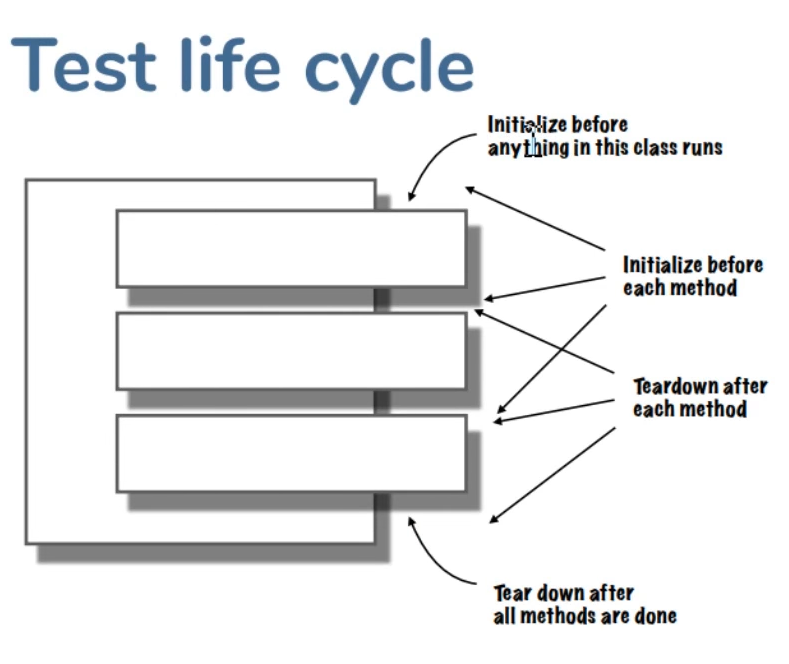 Test life cycle
Initialize before
anything in this class runs
Initialize before
each method
Teardown after
each method
Tear down after
all methods are done